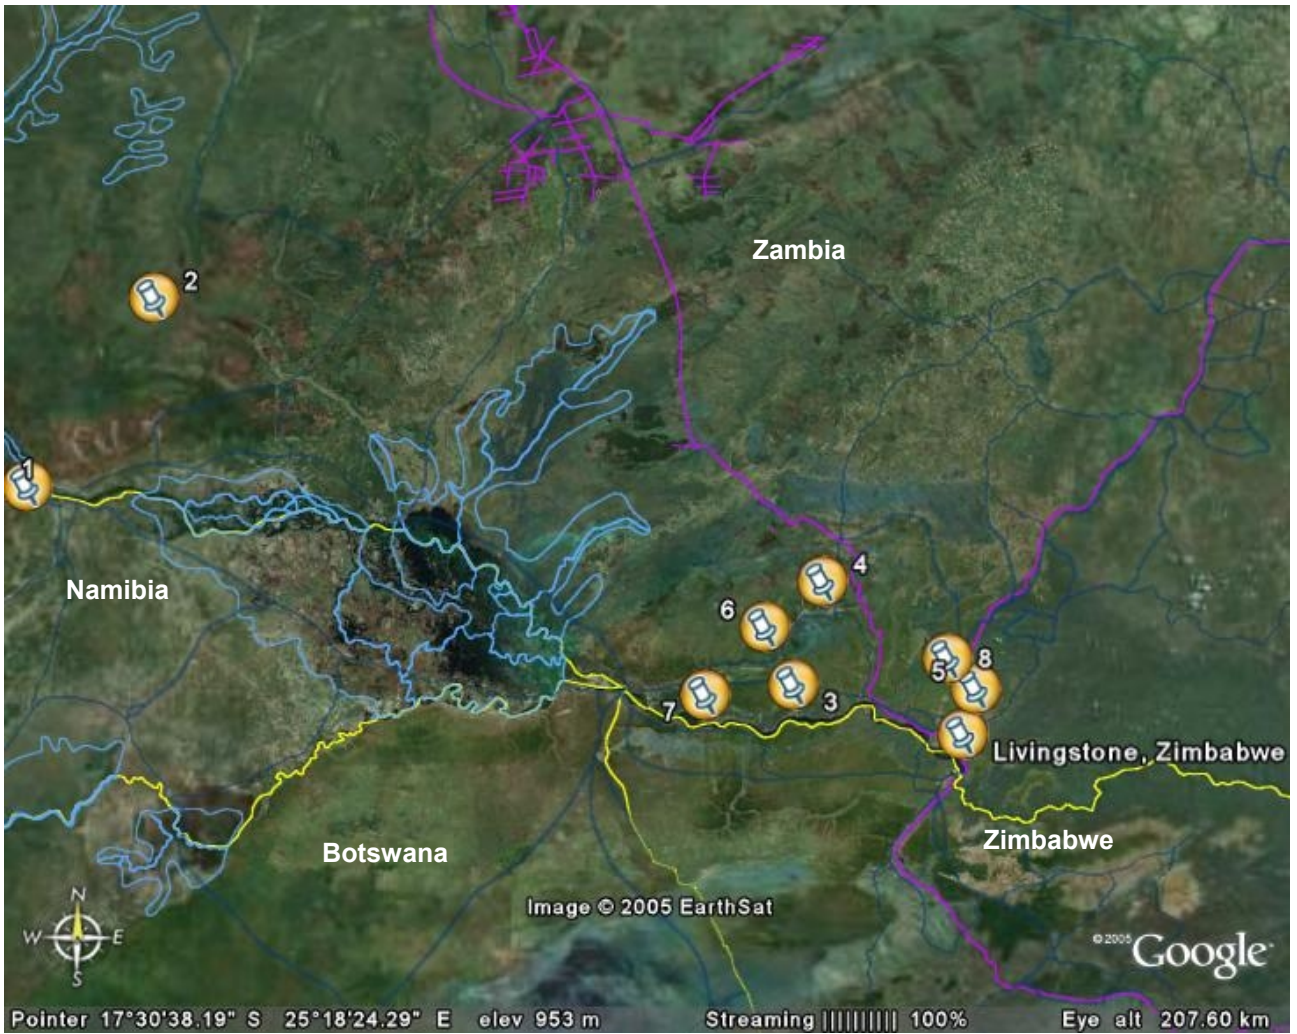 Zambia
2
1
4
Namibia
6
5
8
7
3
Livingstone, Zimbabwe
Zimbabwe
Botswana
N
W
E
S
Image © 2005 EarthSat
© 2005 Google
Pointer 17°30'38.19" S 25°18'24.29" E elev 953 m Streaming |||||||||| 100% Eye alt 207.60 km